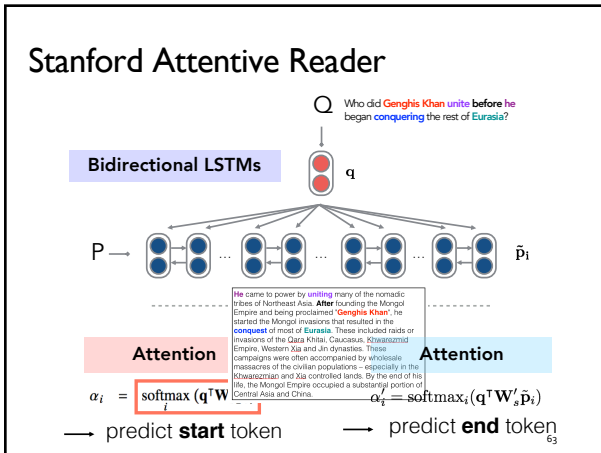 Stanford Attentive Reader
Q
Who did Genghis Khan unite before he
began conquering the rest of Eurasia?
Bidirectional LSTMs
q
P
… … …
p̃ᵢ
He came to power by uniting many of the nomadic
tribes of Northeast Asia. After founding the Mongol
Empire and being proclaimed "Genghis Khan", he
started the Mongol invasions that resulted in the
conquest of most of Eurasia. These included raids or
invasions of the Qara Khitai, Caucasus, Khwarezmid
Empire, Western Xia and Jin dynasties. These
campaigns were often accompanied by wholesale
massacres of the civilian populations – especially in the
Khwarezmian and Xia controlled lands. By the end of his
life, the Mongol Empire occupied a substantial portion of
Central Asia and China.
Attention
Attention
αᵢ = softmaxᵢ (qᵀW
α′ᵢ = softmaxᵢ(qᵀW′ₛp̃ᵢ)
predict start token
predict end token
63